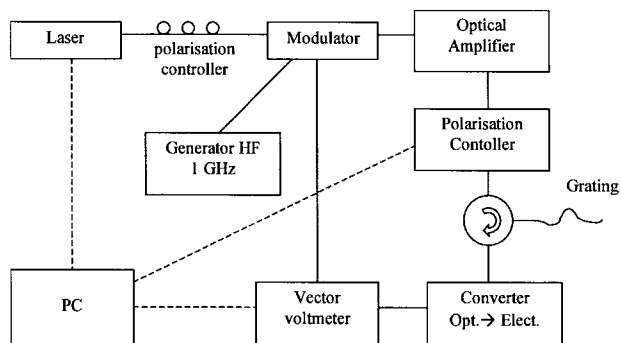 Laser
polarisation
controller
Modulator
Optical
Amplifier
Generator HF
1 GHz
Polarisation
Contoller
Grating
PC
Vector
voltmeter
Converter
Opt.→ Elect.